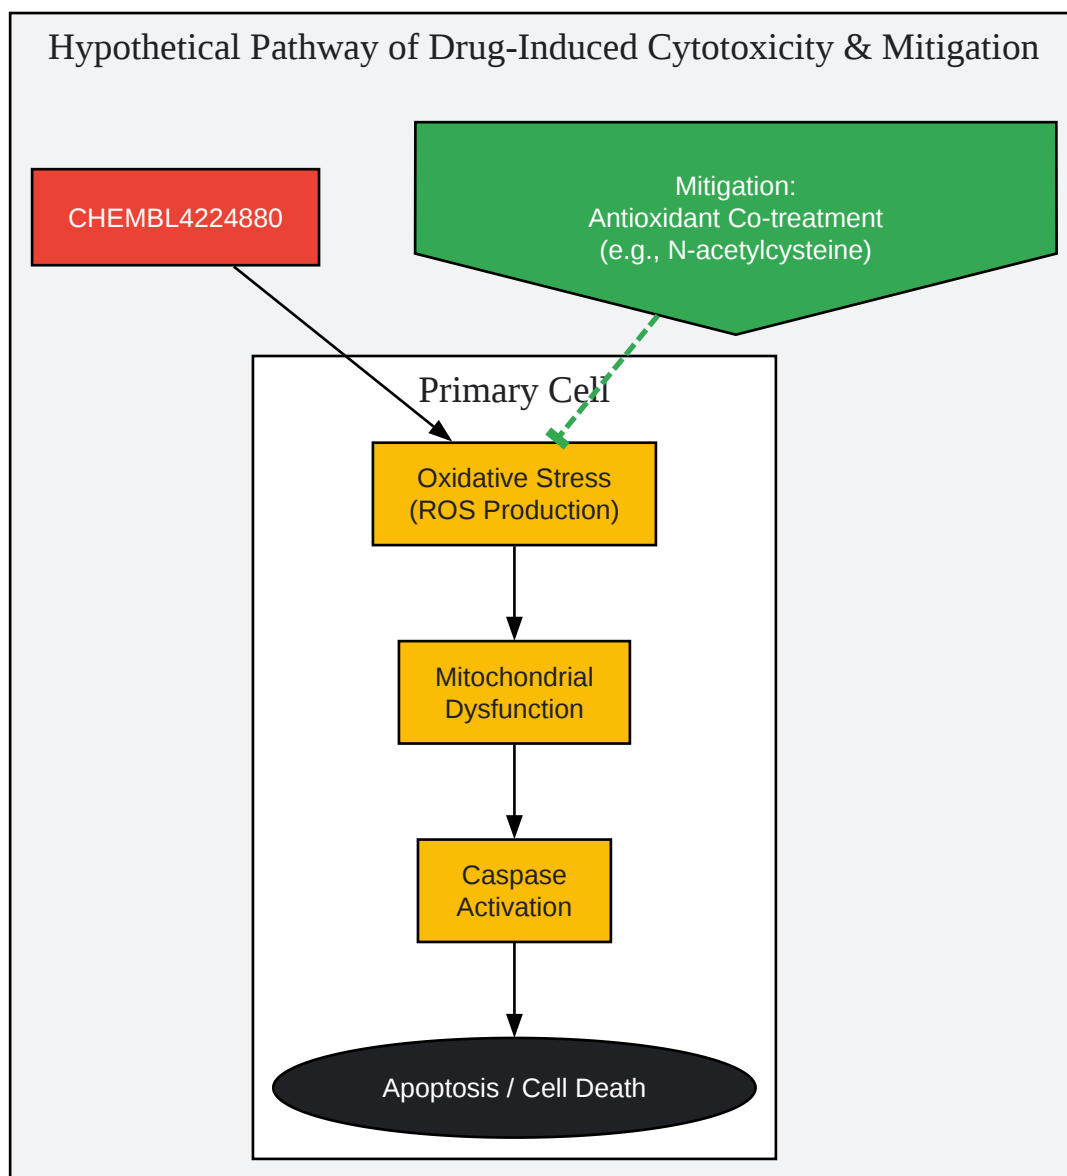 Hypothetical Pathway of Drug-Induced Cytotoxicity & Mitigation
CHEMBL4224880
Mitigation:
Antioxidant Co-treatment
(e.g., N-acetylcysteine)
Primary Cell
Oxidative Stress
(ROS Production)
Mitochondrial
Dysfunction
Caspase
Activation
Apoptosis / Cell Death